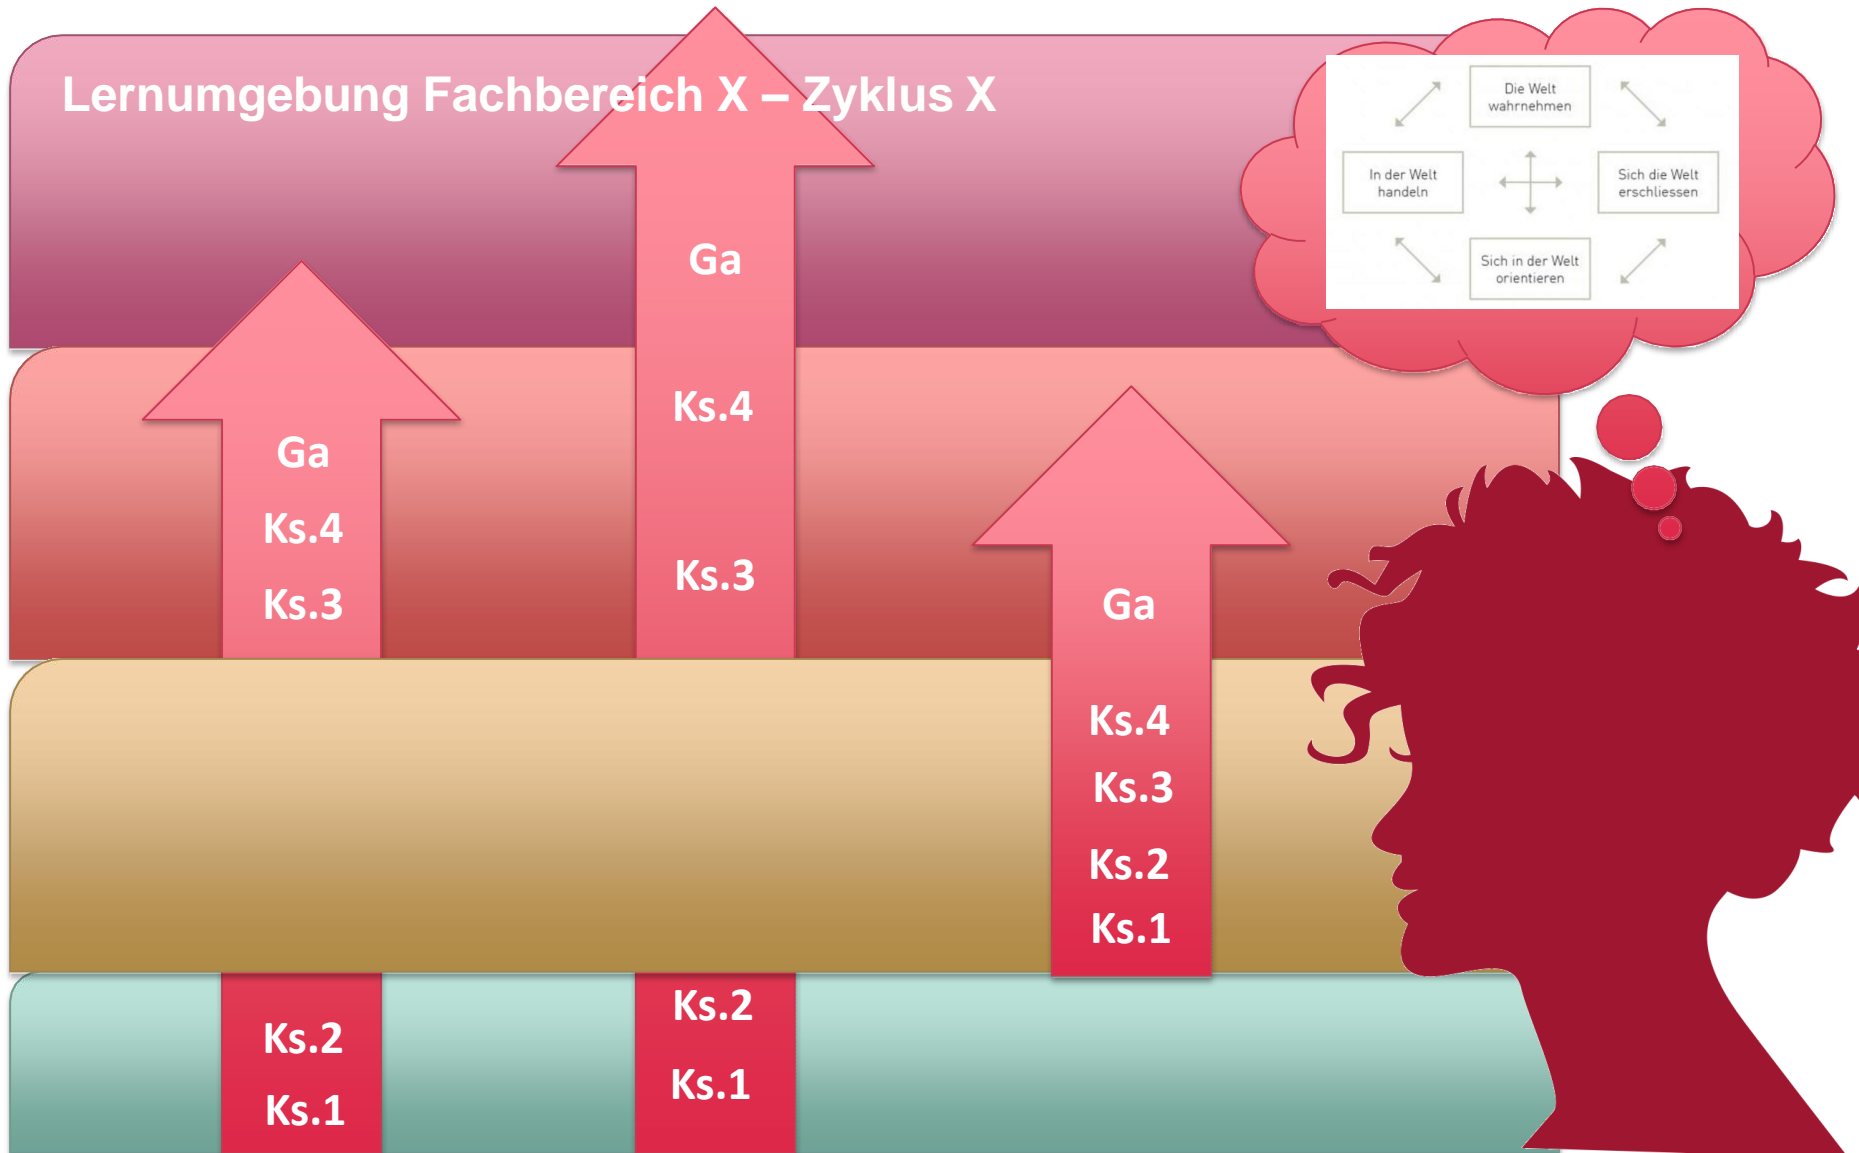 Lernumgebung Fachbereich X – Zyklus X
Die Welt
wahrnehmen
In der Welt
handeln
Sich die Welt
erschliessen
Sich in der Welt
orientieren
Ga
Ks.4
Ks.3
Ks.2
Ks.1
Ga
Ks.4
Ks.3
Ks.2
Ks.1
Ga
Ks.4
Ks.3
Ks.2
Ks.1